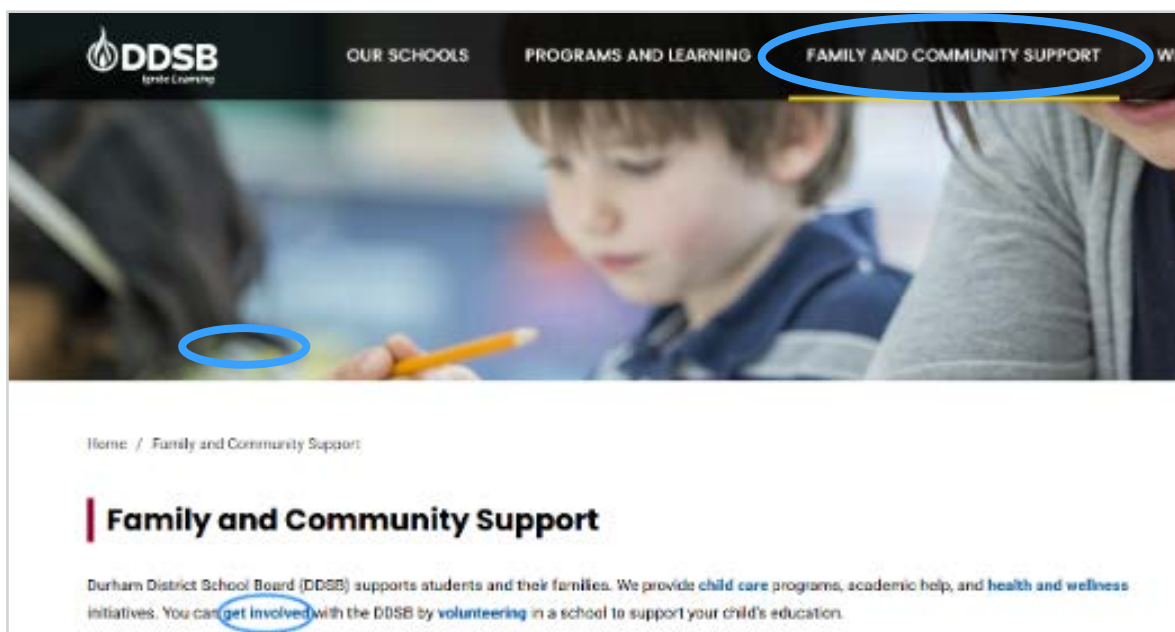 DDSB
Ignite Learning
OUR SCHOOLS PROGRAMS AND LEARNING FAMILY AND COMMUNITY SUPPORT W
Home / Family and Community Support
Family and Community Support
Durham District School Board (DDSB) supports students and their families. We provide child care programs, academic help, and health and wellness
initiatives. You can get involved with the DDSB by volunteering in a school to support your child's education.